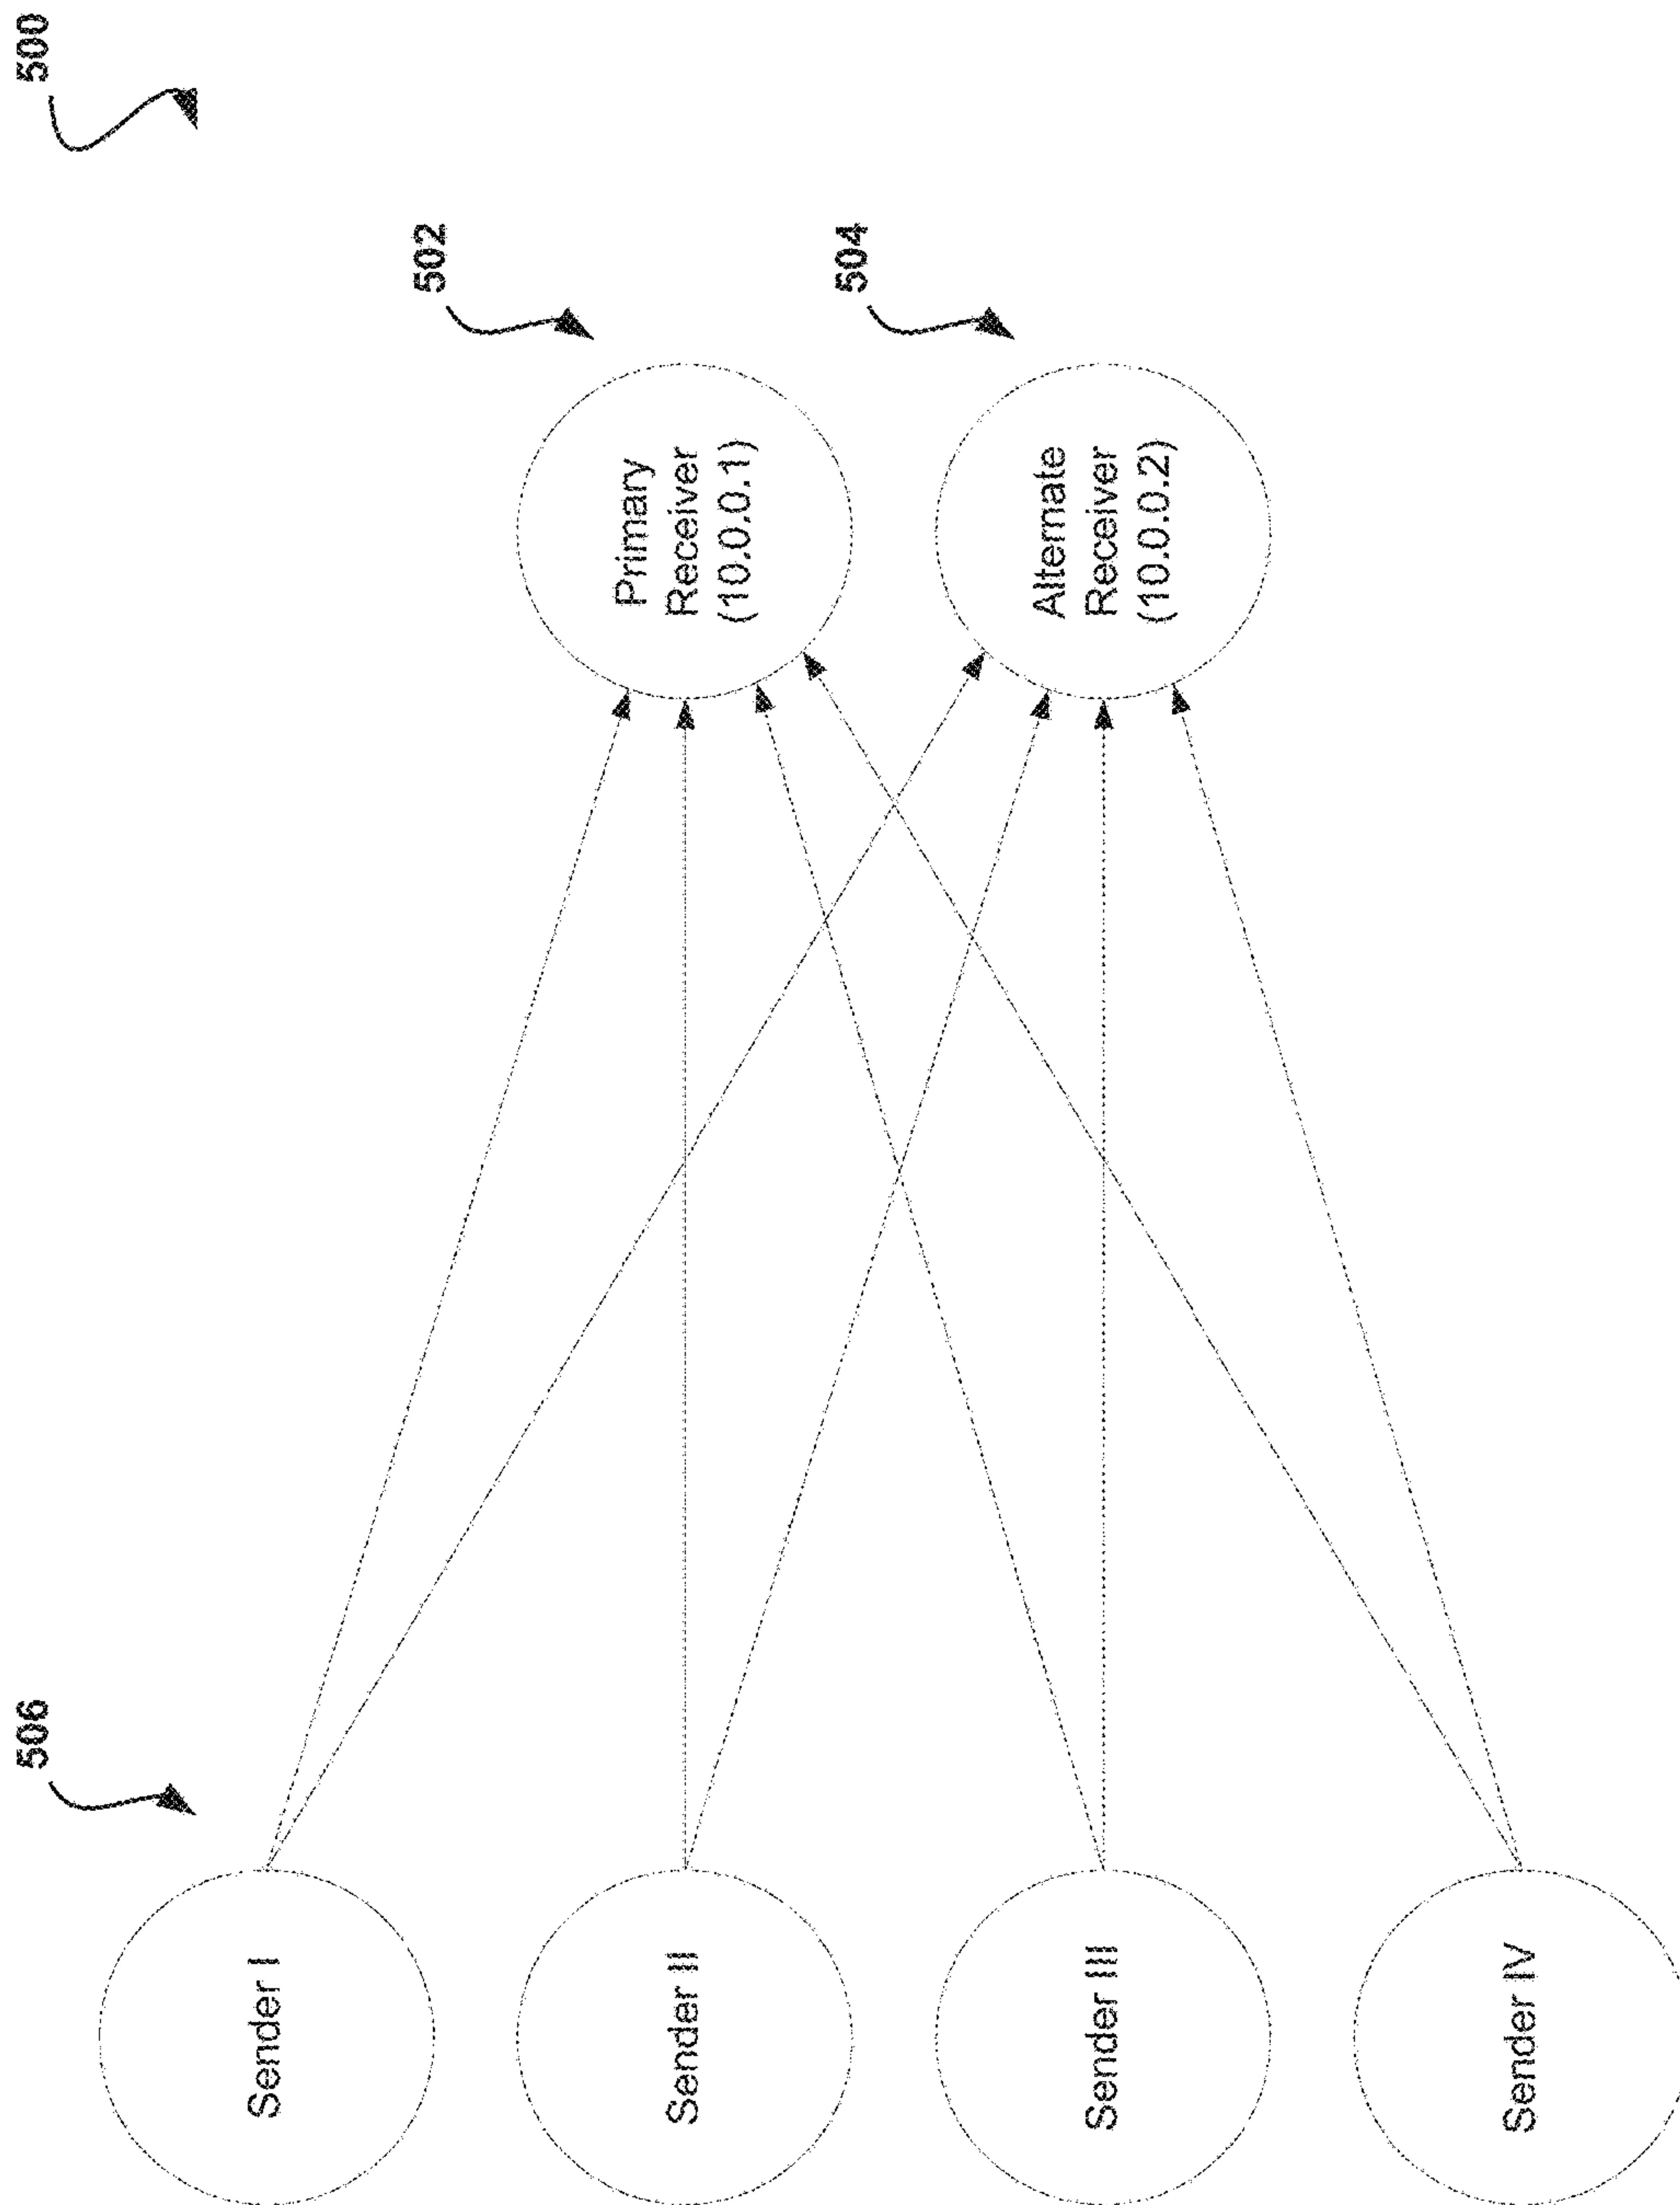 500
502
504
506
Primary
Receiver
(10.0.0.1)
Alternate
Receiver
(10.0.0.2)
Sender I
Sender II
Sender III
Sender IV